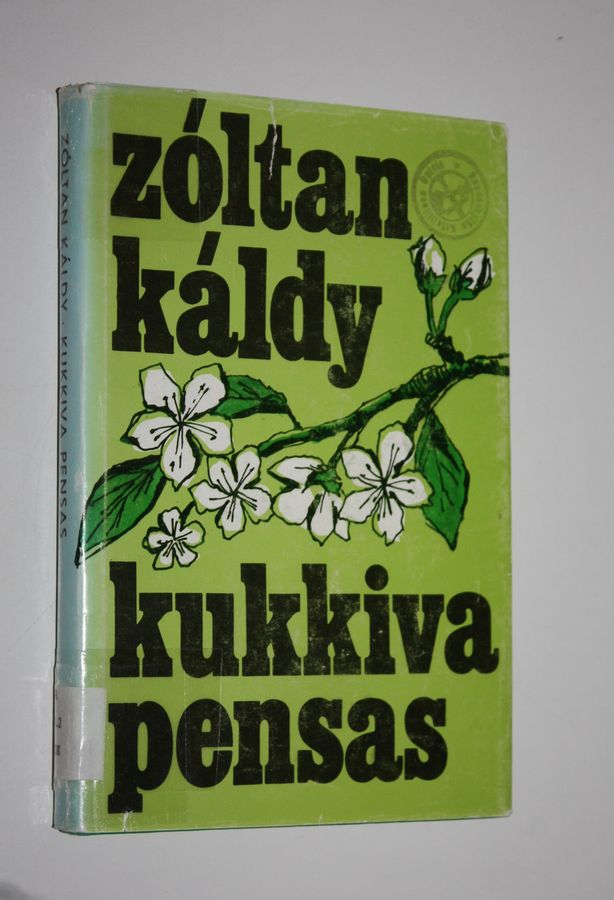 zóltan
káldy
kukkiva
pensas
ZÓLTAN KÁLDY · KUKKIVA PENSAS